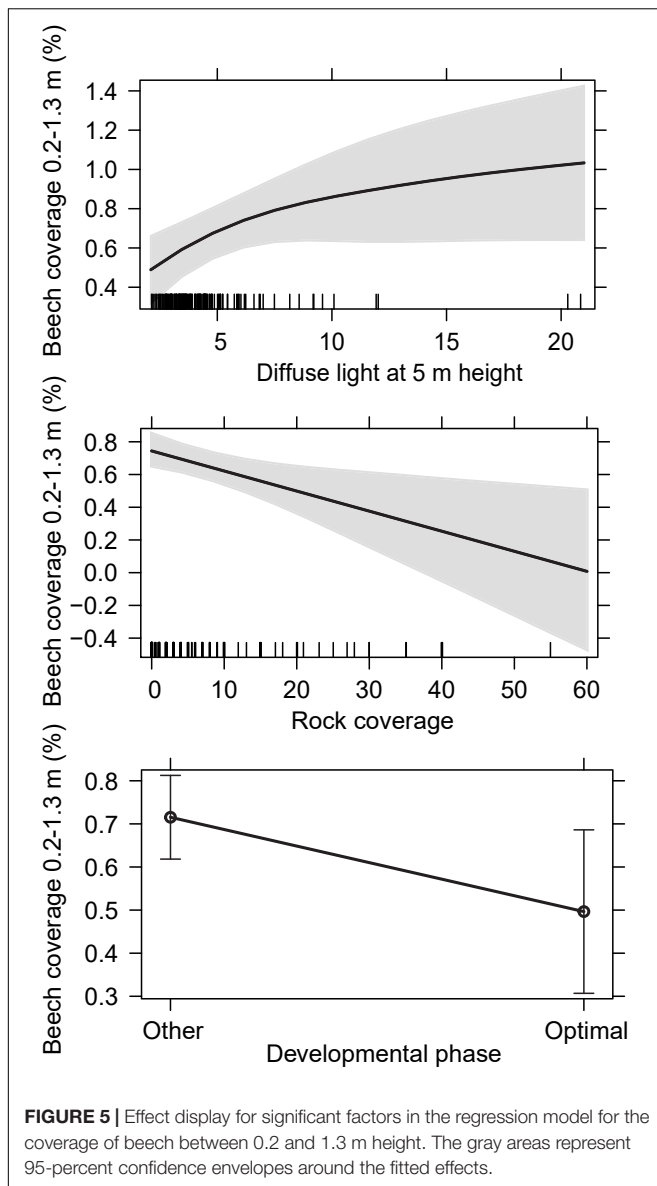 Beech coverage 0.2-1.3 m (%)
1.4
1.2
1.0
0.8
0.6
0.4
5
10
15
20
Diffuse light at 5 m height
Beech coverage 0.2-1.3 m (%)
0.8
0.6
0.4
0.2
0.0
−0.2
−0.4
0
10
20
30
40
50
60
Rock coverage
Beech coverage 0.2-1.3 m (%)
0.8
0.7
0.6
0.5
0.4
0.3
Other
Optimal
Developmental phase
FIGURE 5 | Effect display for significant factors in the regression model for the
coverage of beech between 0.2 and 1.3 m height. The gray areas represent
95-percent confidence envelopes around the fitted effects.